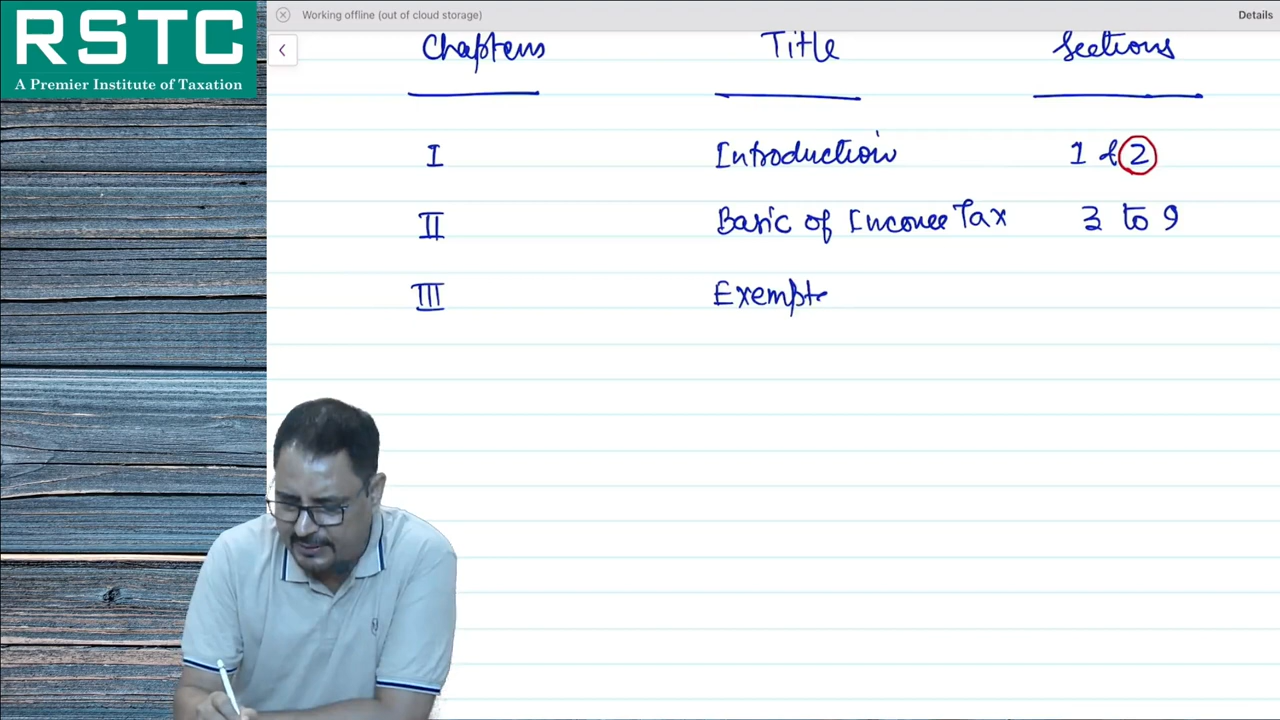 RSTC
A Premier Institute of Taxation
Working offline (out of cloud storage)
Details
Chapters Title Sections
I Introduction 1 & 2
II Basic of Income Tax 3 to 9
III Exempte